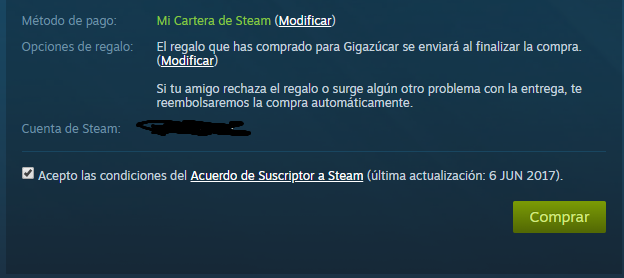 Método de pago: Mi Cartera de Steam (Modificar)
Opciones de regalo: El regalo que has comprado para Gigazúcar se enviará al finalizar la compra.
(Modificar)
Si tu amigo rechaza el regalo o surge algún otro problema con la entrega, te
reembolsaremos la compra automáticamente.
Cuenta de Steam:
Acepto las condiciones del Acuerdo de Suscriptor a Steam (última actualización: 6 JUN 2017).
Comprar